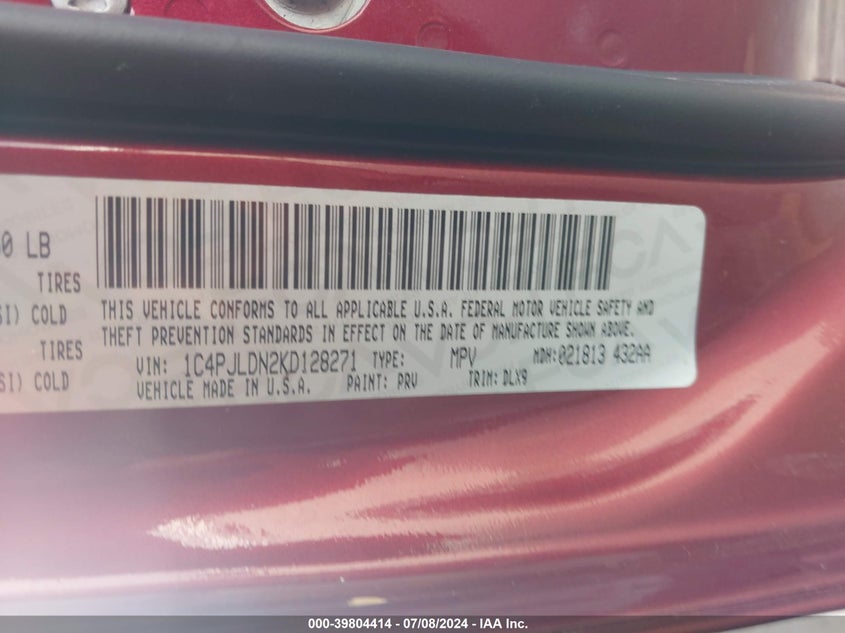 0 LB
TIRES
SI) COLD
TIRES
SI) COLD
THIS VEHICLE CONFORMS TO ALL APPLICABLE U.S.A. FEDERAL MOTOR VEHICLE SAFETY AND
THEFT PREVENTION STANDARDS IN EFFECT ON THE DATE OF MANUFACTURE SHOWN ABOVE.
VIN: 1C4PJLDN2KD128271 TYPE: MPV MDH:021813 432AA
VEHICLE MADE IN U.S.A. PAINT: PRV TRIM: DLX9
000-39804414 - 07/08/2024 - IAA Inc.